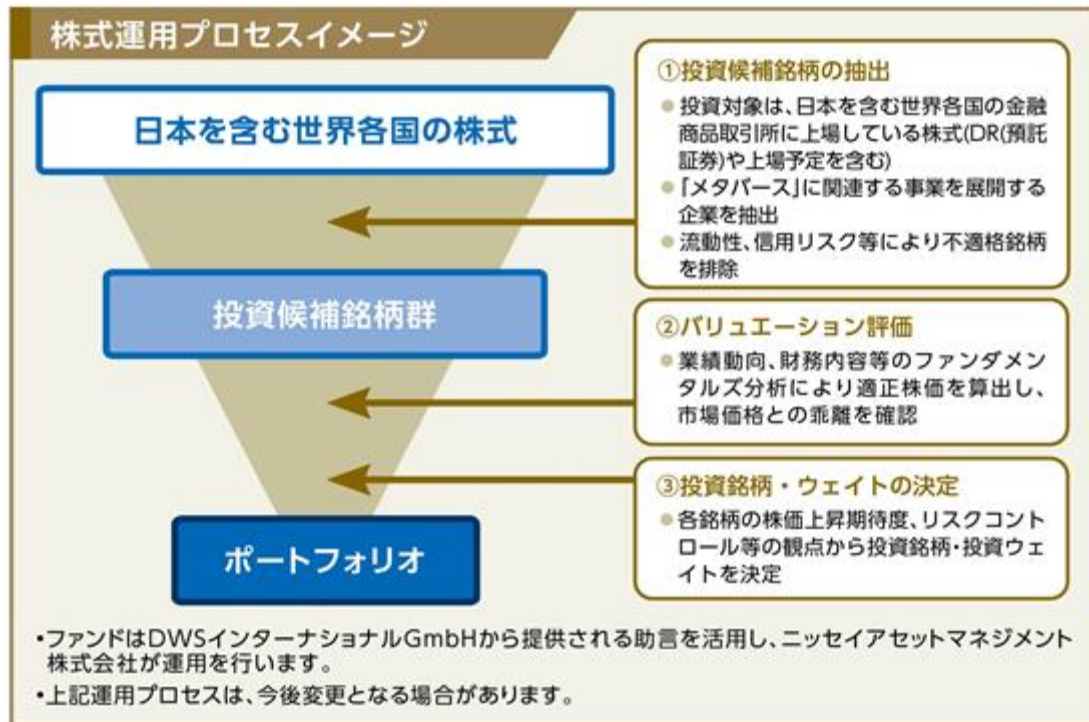 株式運用プロセスイメージ
日本を含む世界各国の株式
①投資候補銘柄の抽出
●投資対象は、日本を含む世界各国の金融
商品取引所に上場している株式(DR(預託
証券)や上場予定を含む)
●「メタバース」に関連する事業を展開する
企業を抽出
●流動性、信用リスク等により不適格銘柄
を排除
投資候補銘柄群
②バリュエーション評価
●業績動向、財務内容等のファンダメン
タルズ分析により適正株価を算出し、
市場価格との乖離を確認
③投資銘柄・ウェイトの決定
●各銘柄の株価上昇期待度、リスクコント
ロール等の観点から投資銘柄・投資ウェ
イトを決定
ポートフォリオ
•ファンドはDWSインターナショナルGmbHから提供される助言を活用し、ニッセイアセットマネジメント
株式会社が運用を行います。
•上記運用プロセスは、今後変更となる場合があります。